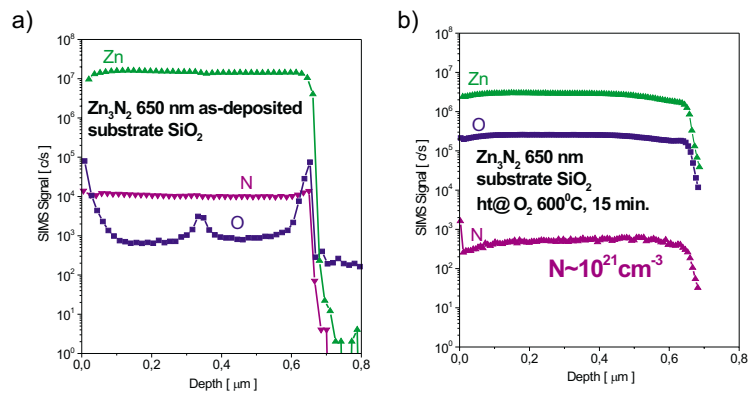 a)
10⁸
10⁷
10⁶
10⁵
10⁴
10³
10²
10¹
10⁰
SIMS Signal [ c/s]
Zn
Zn₃N₂ 650 nm as-deposited
substrate SiO₂
N
O
0,0 0,2 0,4 0,6 0,8
Depth [ μm]
b)
10⁸
10⁷
10⁶
10⁵
10⁴
10³
10²
10¹
10⁰
SIMS Signal [ c/s]
Zn
O
Zn₃N₂ 650 nm
substrate SiO₂
ht@ O₂ 600⁰C, 15 min.
N
N~10²¹cm⁻³
0,0 0,2 0,4 0,6 0,8
Depth [ μm]